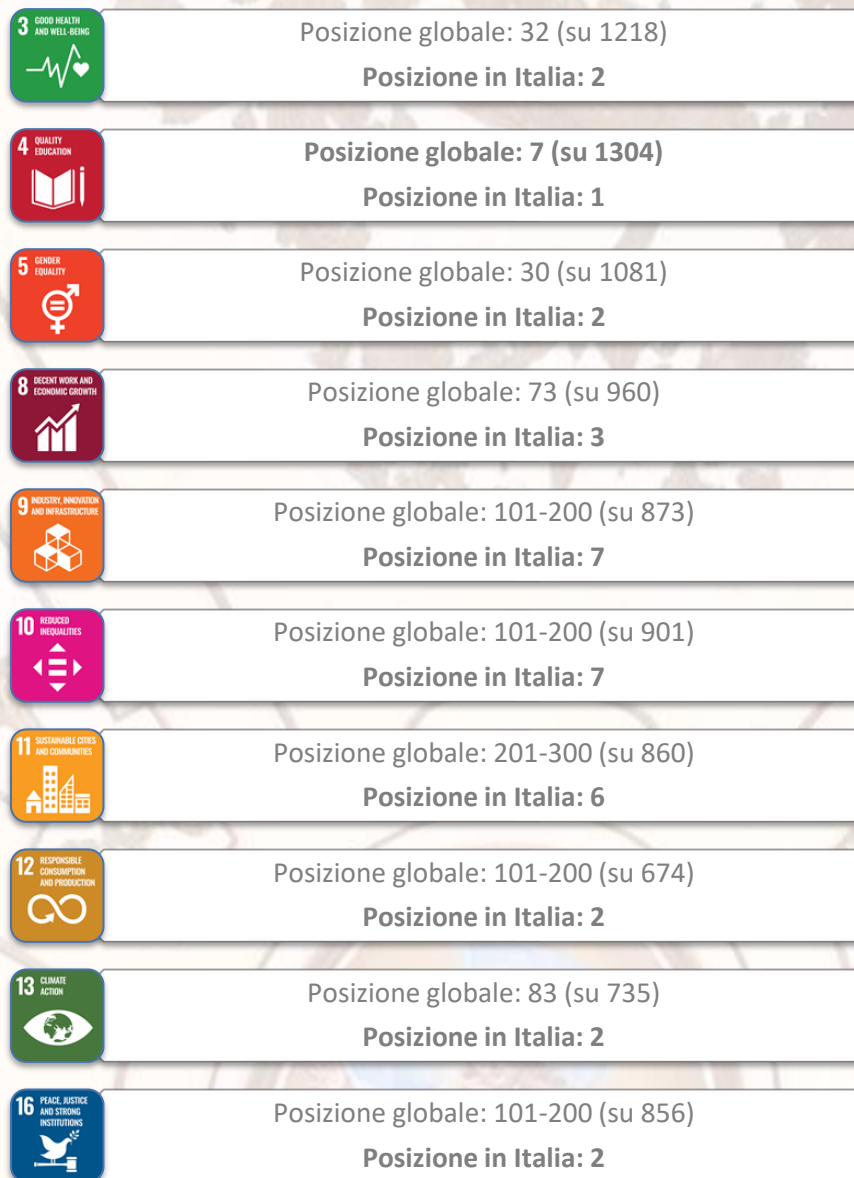 3 GOOD HEALTH
AND WELL-BEING
Posizione globale: 32 (su 1218)
Posizione in Italia: 2
4 QUALITY
EDUCATION
Posizione globale: 7 (su 1304)
Posizione in Italia: 1
5 GENDER
EQUALITY
Posizione globale: 30 (su 1081)
Posizione in Italia: 2
8 DECENT WORK AND
ECONOMIC GROWTH
Posizione globale: 73 (su 960)
Posizione in Italia: 3
9 INDUSTRY, INNOVATION
AND INFRASTRUCTURE
Posizione globale: 101-200 (su 873)
Posizione in Italia: 7
10 REDUCED
INEQUALITIES
Posizione globale: 101-200 (su 901)
Posizione in Italia: 7
11 SUSTAINABLE CITIES
AND COMMUNITIES
Posizione globale: 201-300 (su 860)
Posizione in Italia: 6
12 RESPONSIBLE
CONSUMPTION
AND PRODUCTION
Posizione globale: 101-200 (su 674)
Posizione in Italia: 2
13 CLIMATE
ACTION
Posizione globale: 83 (su 735)
Posizione in Italia: 2
16 PEACE, JUSTICE
AND STRONG
INSTITUTIONS
Posizione globale: 101-200 (su 856)
Posizione in Italia: 2